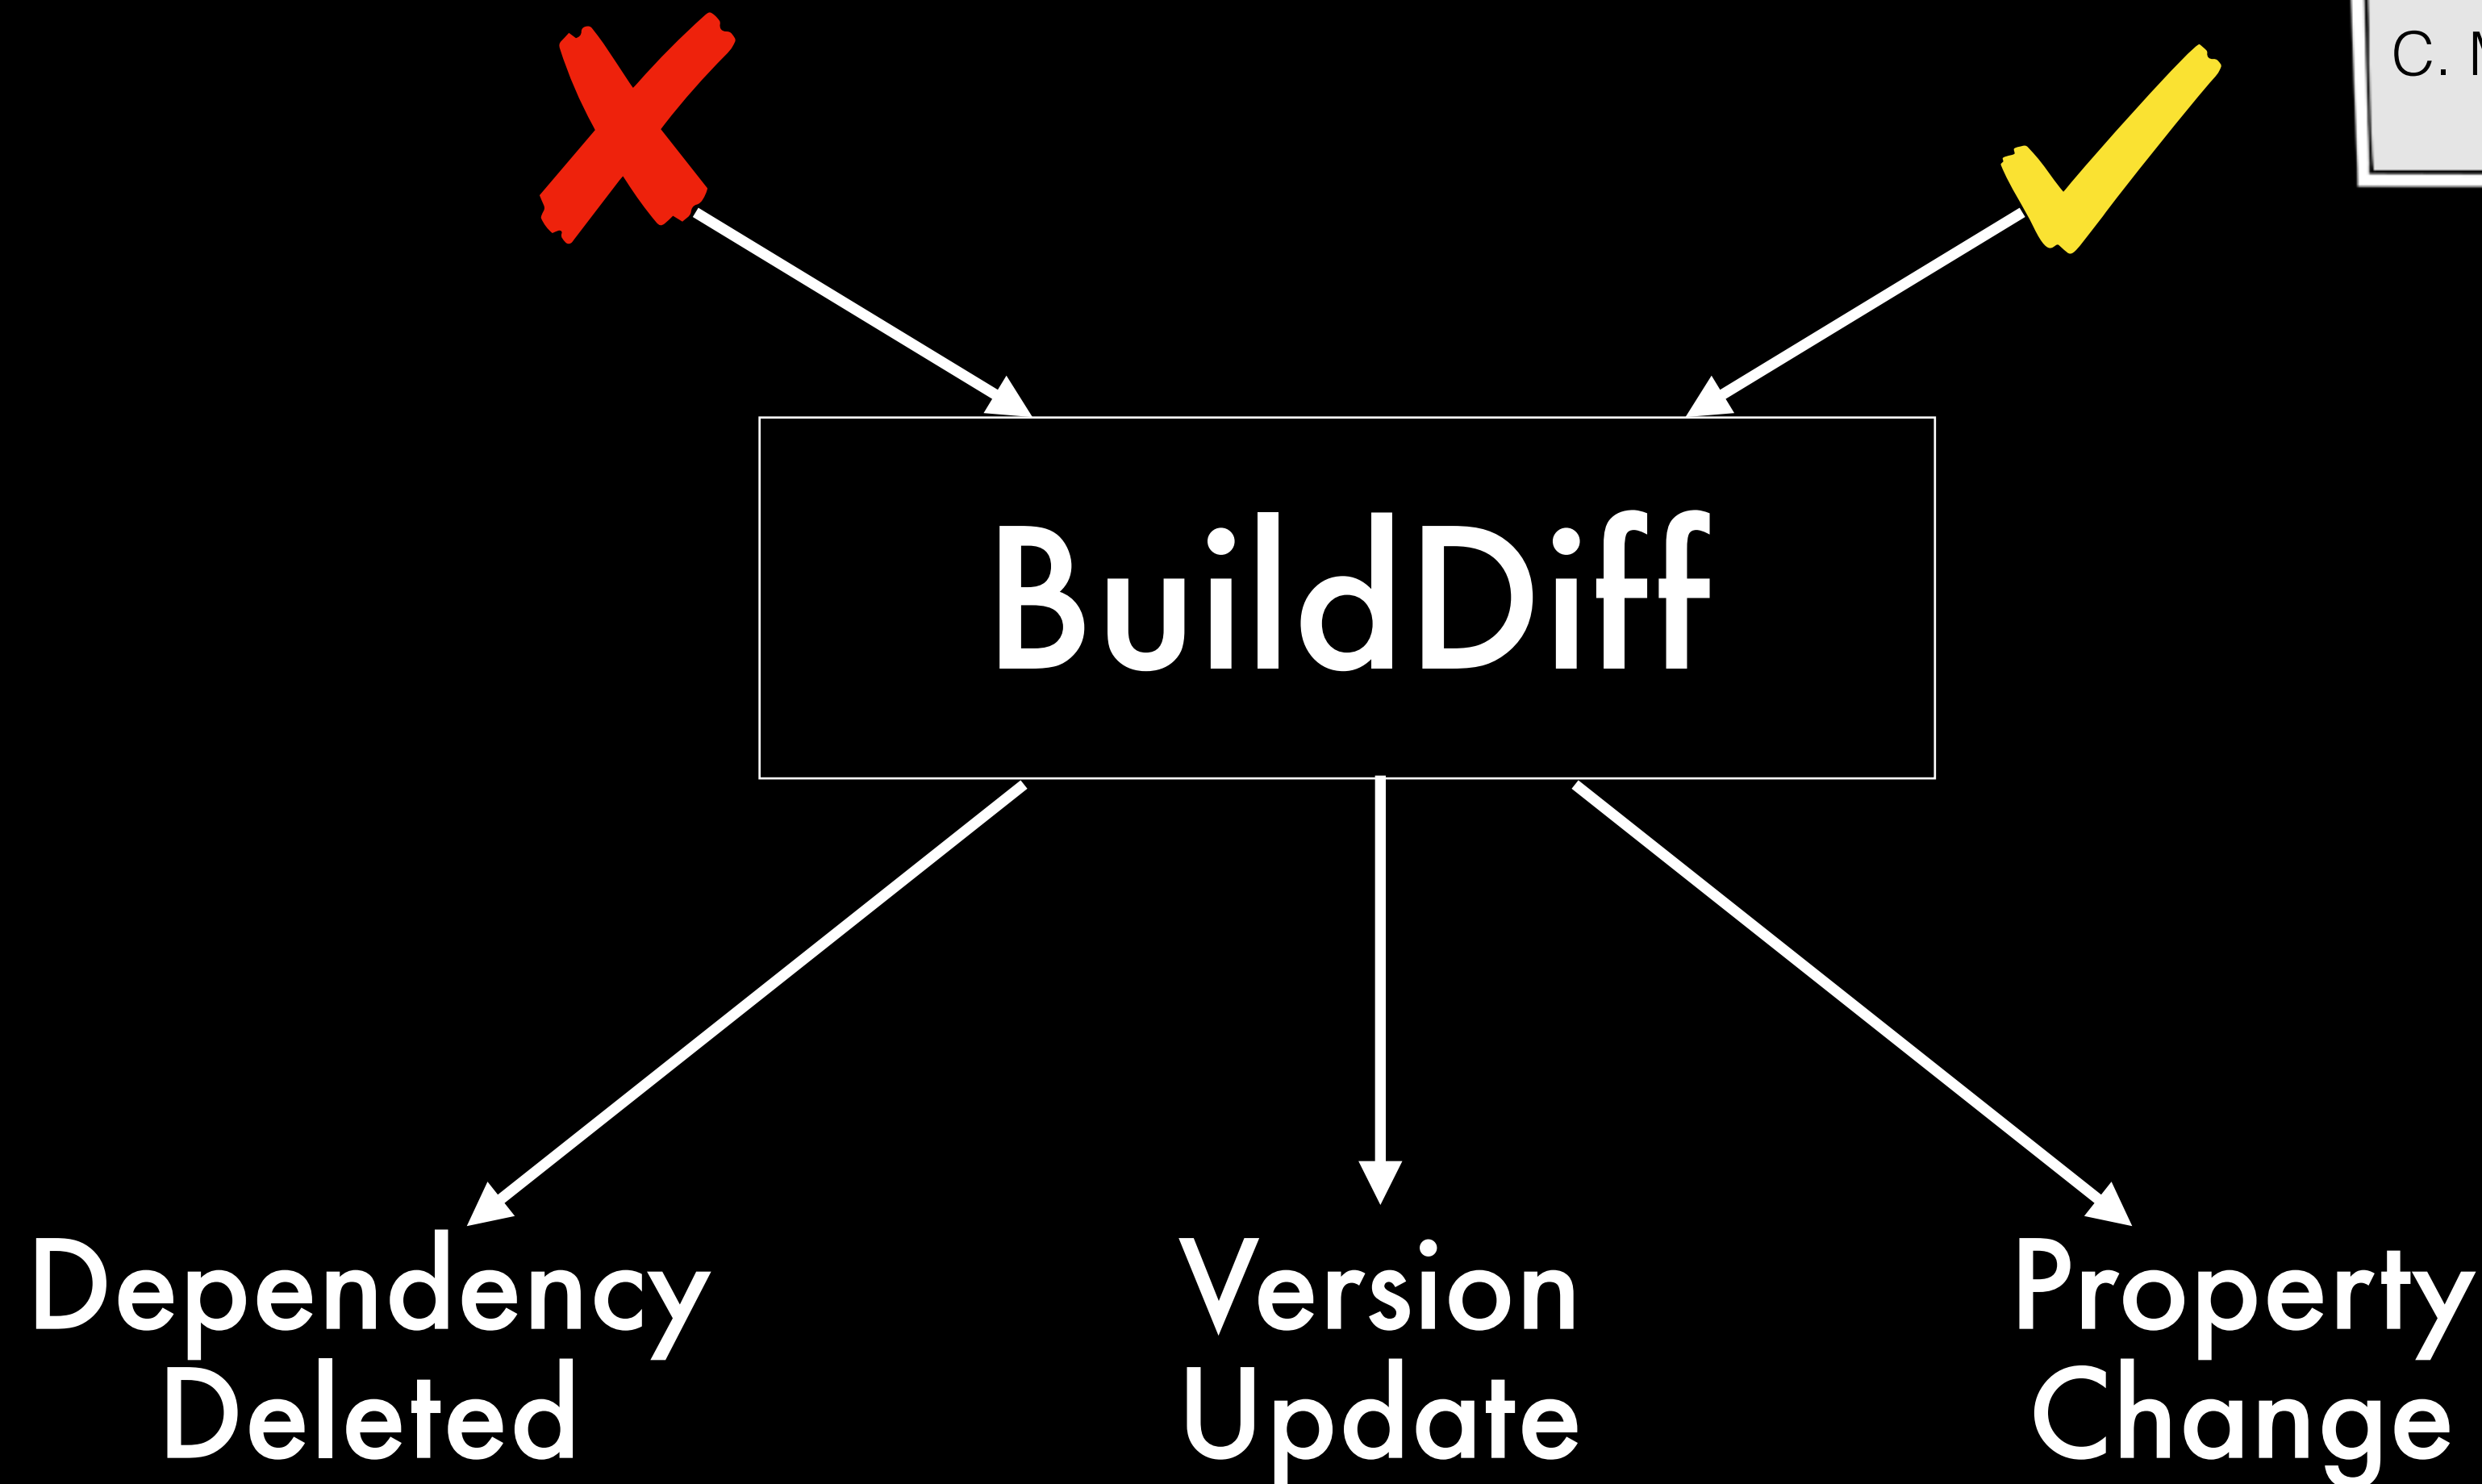 C.
BuildDiff
Dependency
Deleted
Version
Update
Property
Change